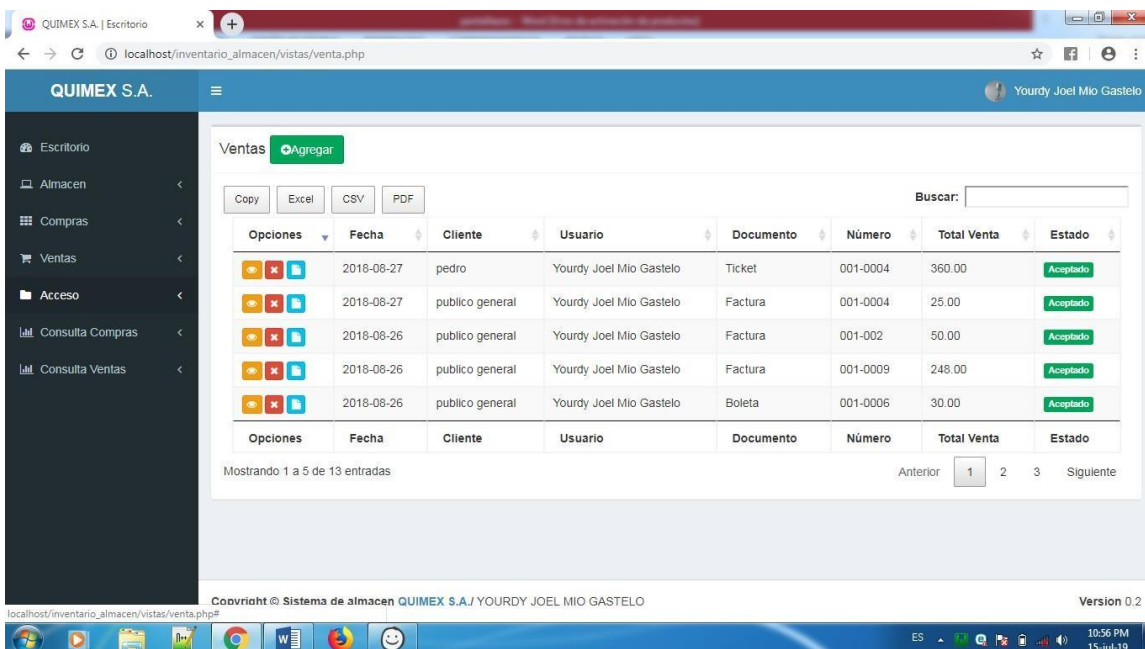 QUIMEX S.A. | Escritorio
localhost/inventario_almacen/vistas/venta.php
QUIMEX S.A.
Yourdy Joel Mio Gastelo
Escritorio
Almacen
Compras
Ventas
Acceso
Consulta Compras
Consulta Ventas
Ventas Agregar
Copy Excel CSV PDF Buscar:
Opciones Fecha Cliente Usuario Documento Número Total Venta Estado
2018-08-27 pedro Yourdy Joel Mio Gastelo Ticket 001-0004 360.00 Aceptado
2018-08-27 publico general Yourdy Joel Mio Gastelo Factura 001-0004 25.00 Aceptado
2018-08-26 publico general Yourdy Joel Mio Gastelo Factura 001-002 50.00 Aceptado
2018-08-26 publico general Yourdy Joel Mio Gastelo Factura 001-0009 248.00 Aceptado
2018-08-26 publico general Yourdy Joel Mio Gastelo Boleta 001-0006 30.00 Aceptado
Opciones Fecha Cliente Usuario Documento Número Total Venta Estado
Mostrando 1 a 5 de 13 entradas Anterior 1 2 3 Siguiente
Copyright © Sistema de almacen QUIMEX S.A./ YOURDY JOEL MIO GASTELO Version 0.2
localhost/inventario_almacen/vistas/venta.php#
ES 10:56 PM
15-jul-19